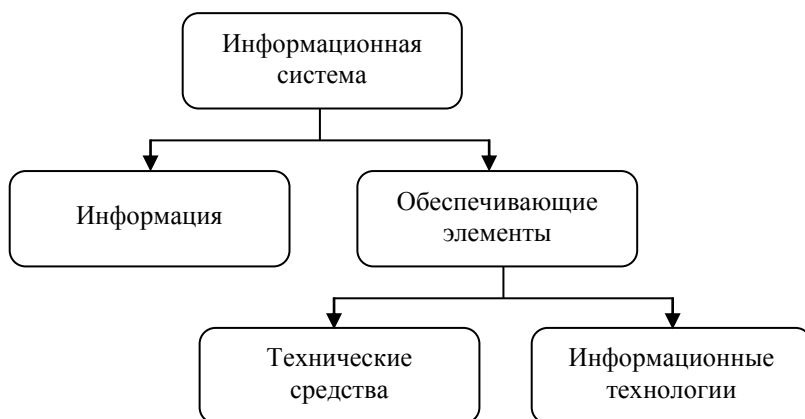 Информационная
система
Информация
Обеспечивающие
элементы
Технические
средства
Информационные
технологии